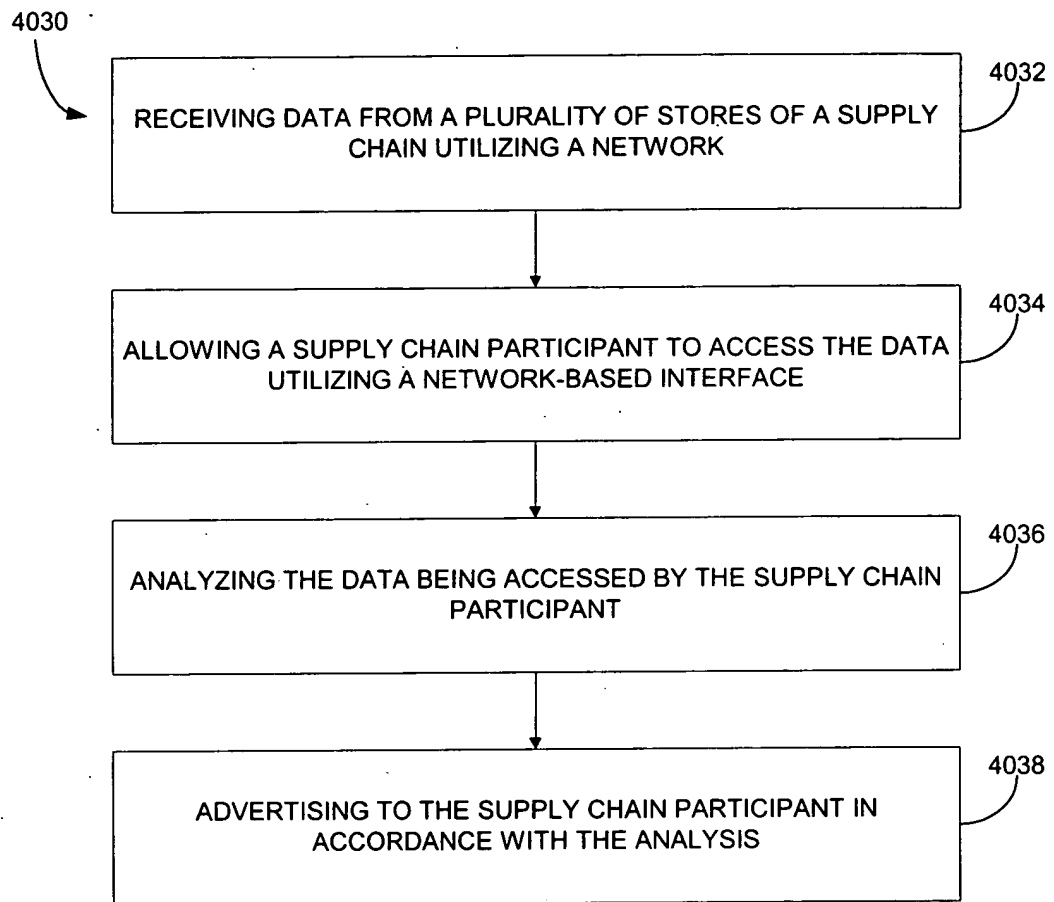 4030
4032
RECEIVING DATA FROM A PLURALITY OF STORES OF A SUPPLY
CHAIN UTILIZING A NETWORK
4034
ALLOWING A SUPPLY CHAIN PARTICIPANT TO ACCESS THE DATA
UTILIZING A NETWORK-BASED INTERFACE
4036
ANALYZING THE DATA BEING ACCESSED BY THE SUPPLY CHAIN
PARTICIPANT
4038
ADVERTISING TO THE SUPPLY CHAIN PARTICIPANT IN
ACCORDANCE WITH THE ANALYSIS